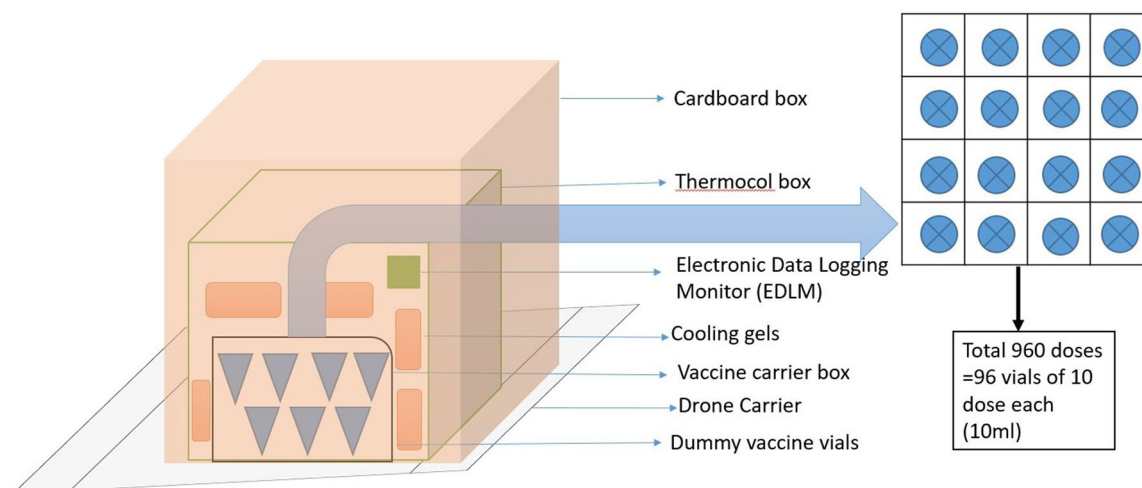 Cardboard box
Thermocol box
Electronic Data Logging
Monitor (EDLM)
Cooling gels
Vaccine carrier box
Drone Carrier
Dummy vaccine vials
Total 960 doses
=96 vials of 10
dose each
(10ml)